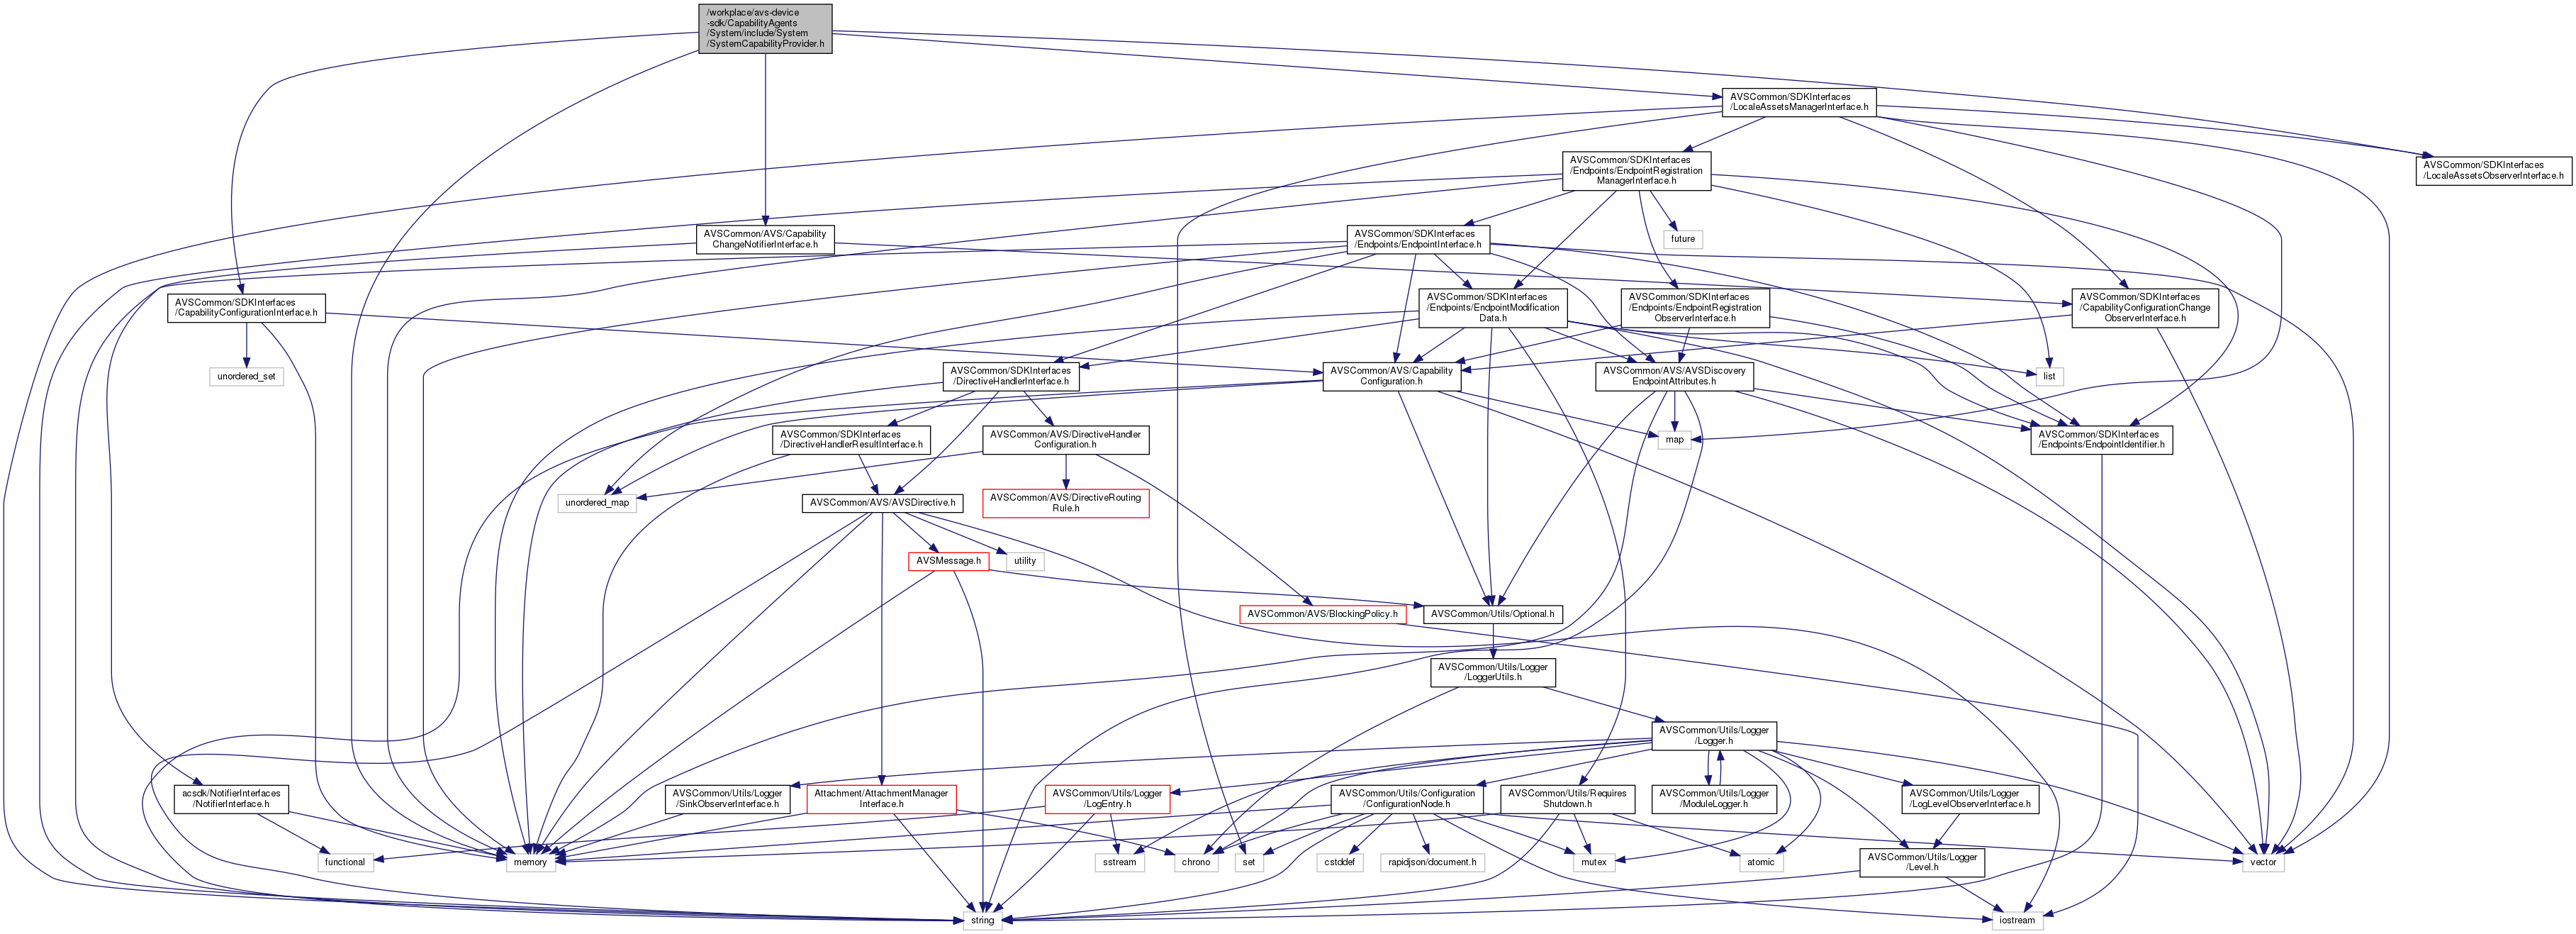 /workplace/avs-device
-sdk/CapabilityAgents
/System/include/System
/SystemCapabilityProvider.h
AVSCommon/SDKInterfaces
/LocaleAssetsManagerInterface.h
AVSCommon/SDKInterfaces
/Endpoints/EndpointRegistration
ManagerInterface.h
AVSCommon/SDKInterfaces
/LocaleAssetsObserverInterface.h
AVSCommon/AVS/Capability
ChangeNotifierInterface.h
AVSCommon/SDKInterfaces
/Endpoints/EndpointInterface.h
future
AVSCommon/SDKInterfaces
/CapabilityConfigurationInterface.h
AVSCommon/SDKInterfaces
/Endpoints/EndpointModification
Data.h
AVSCommon/SDKInterfaces
/Endpoints/EndpointRegistration
ObserverInterface.h
AVSCommon/SDKInterfaces
/CapabilityConfigurationChange
ObserverInterface.h
unordered_set
AVSCommon/SDKInterfaces
/DirectiveHandlerInterface.h
AVSCommon/AVS/Capability
Configuration.h
AVSCommon/AVS/AVSDiscovery
EndpointAttributes.h
list
AVSCommon/SDKInterfaces
/DirectiveHandlerResultInterface.h
AVSCommon/AVS/DirectiveHandler
Configuration.h
map
AVSCommon/SDKInterfaces
/Endpoints/EndpointIdentifier.h
unordered_map
AVSCommon/AVS/AVSDirective.h
AVSCommon/AVS/DirectiveRouting
Rule.h
AVSMessage.h
utility
AVSCommon/AVS/BlockingPolicy.h
AVSCommon/Utils/Optional.h
AVSCommon/Utils/Logger
/LoggerUtils.h
AVSCommon/Utils/Logger
/Logger.h
acsdk/NotifierInterfaces
/NotifierInterface.h
AVSCommon/Utils/Logger
/SinkObserverInterface.h
Attachment/AttachmentManager
Interface.h
AVSCommon/Utils/Logger
/LogEntry.h
AVSCommon/Utils/Configuration
/ConfigurationNode.h
AVSCommon/Utils/Requires
Shutdown.h
AVSCommon/Utils/Logger
/ModuleLogger.h
AVSCommon/Utils/Logger
/LogLevelObserverInterface.h
functional
memory
sstream
chrono
set
cstddef
rapidjson/document.h
mutex
atomic
AVSCommon/Utils/Logger
/Level.h
vector
string
iostream